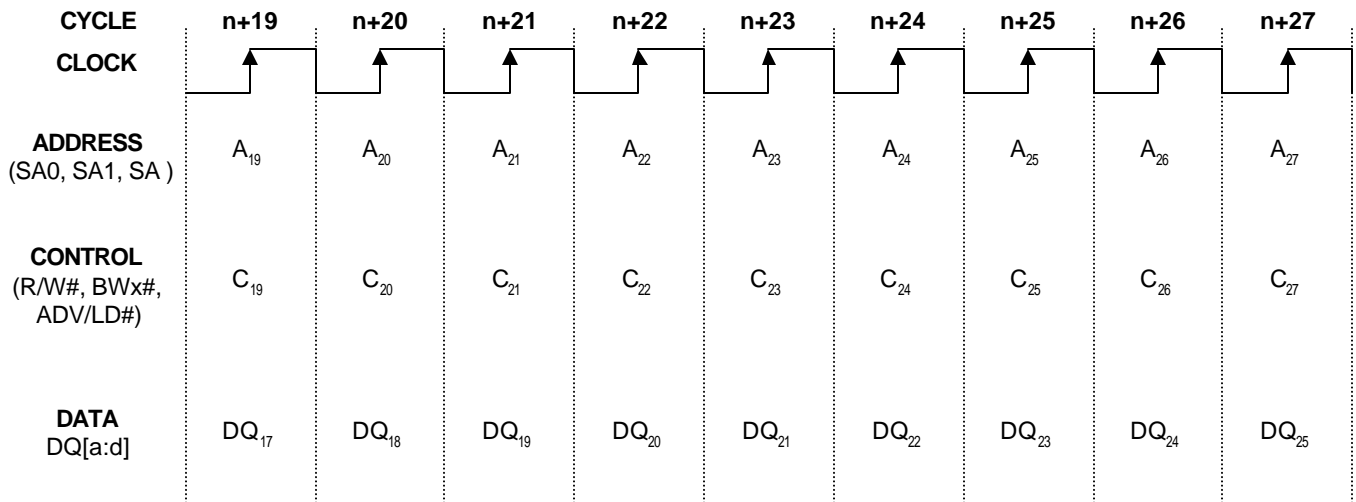 CYCLE n+19 n+20 n+21 n+22 n+23 n+24 n+25 n+26 n+27
CLOCK
ADDRESS
(SA0, SA1, SA ) A19 A20 A21 A22 A23 A24 A25 A26 A27
CONTROL
(R/W#, BWx#, C19 C20 C21 C22 C23 C24 C25 C26 C27
ADV/LD#)
DATA
DQ[a:d] DQ17 DQ18 DQ19 DQ20 DQ21 DQ22 DQ23 DQ24 DQ25